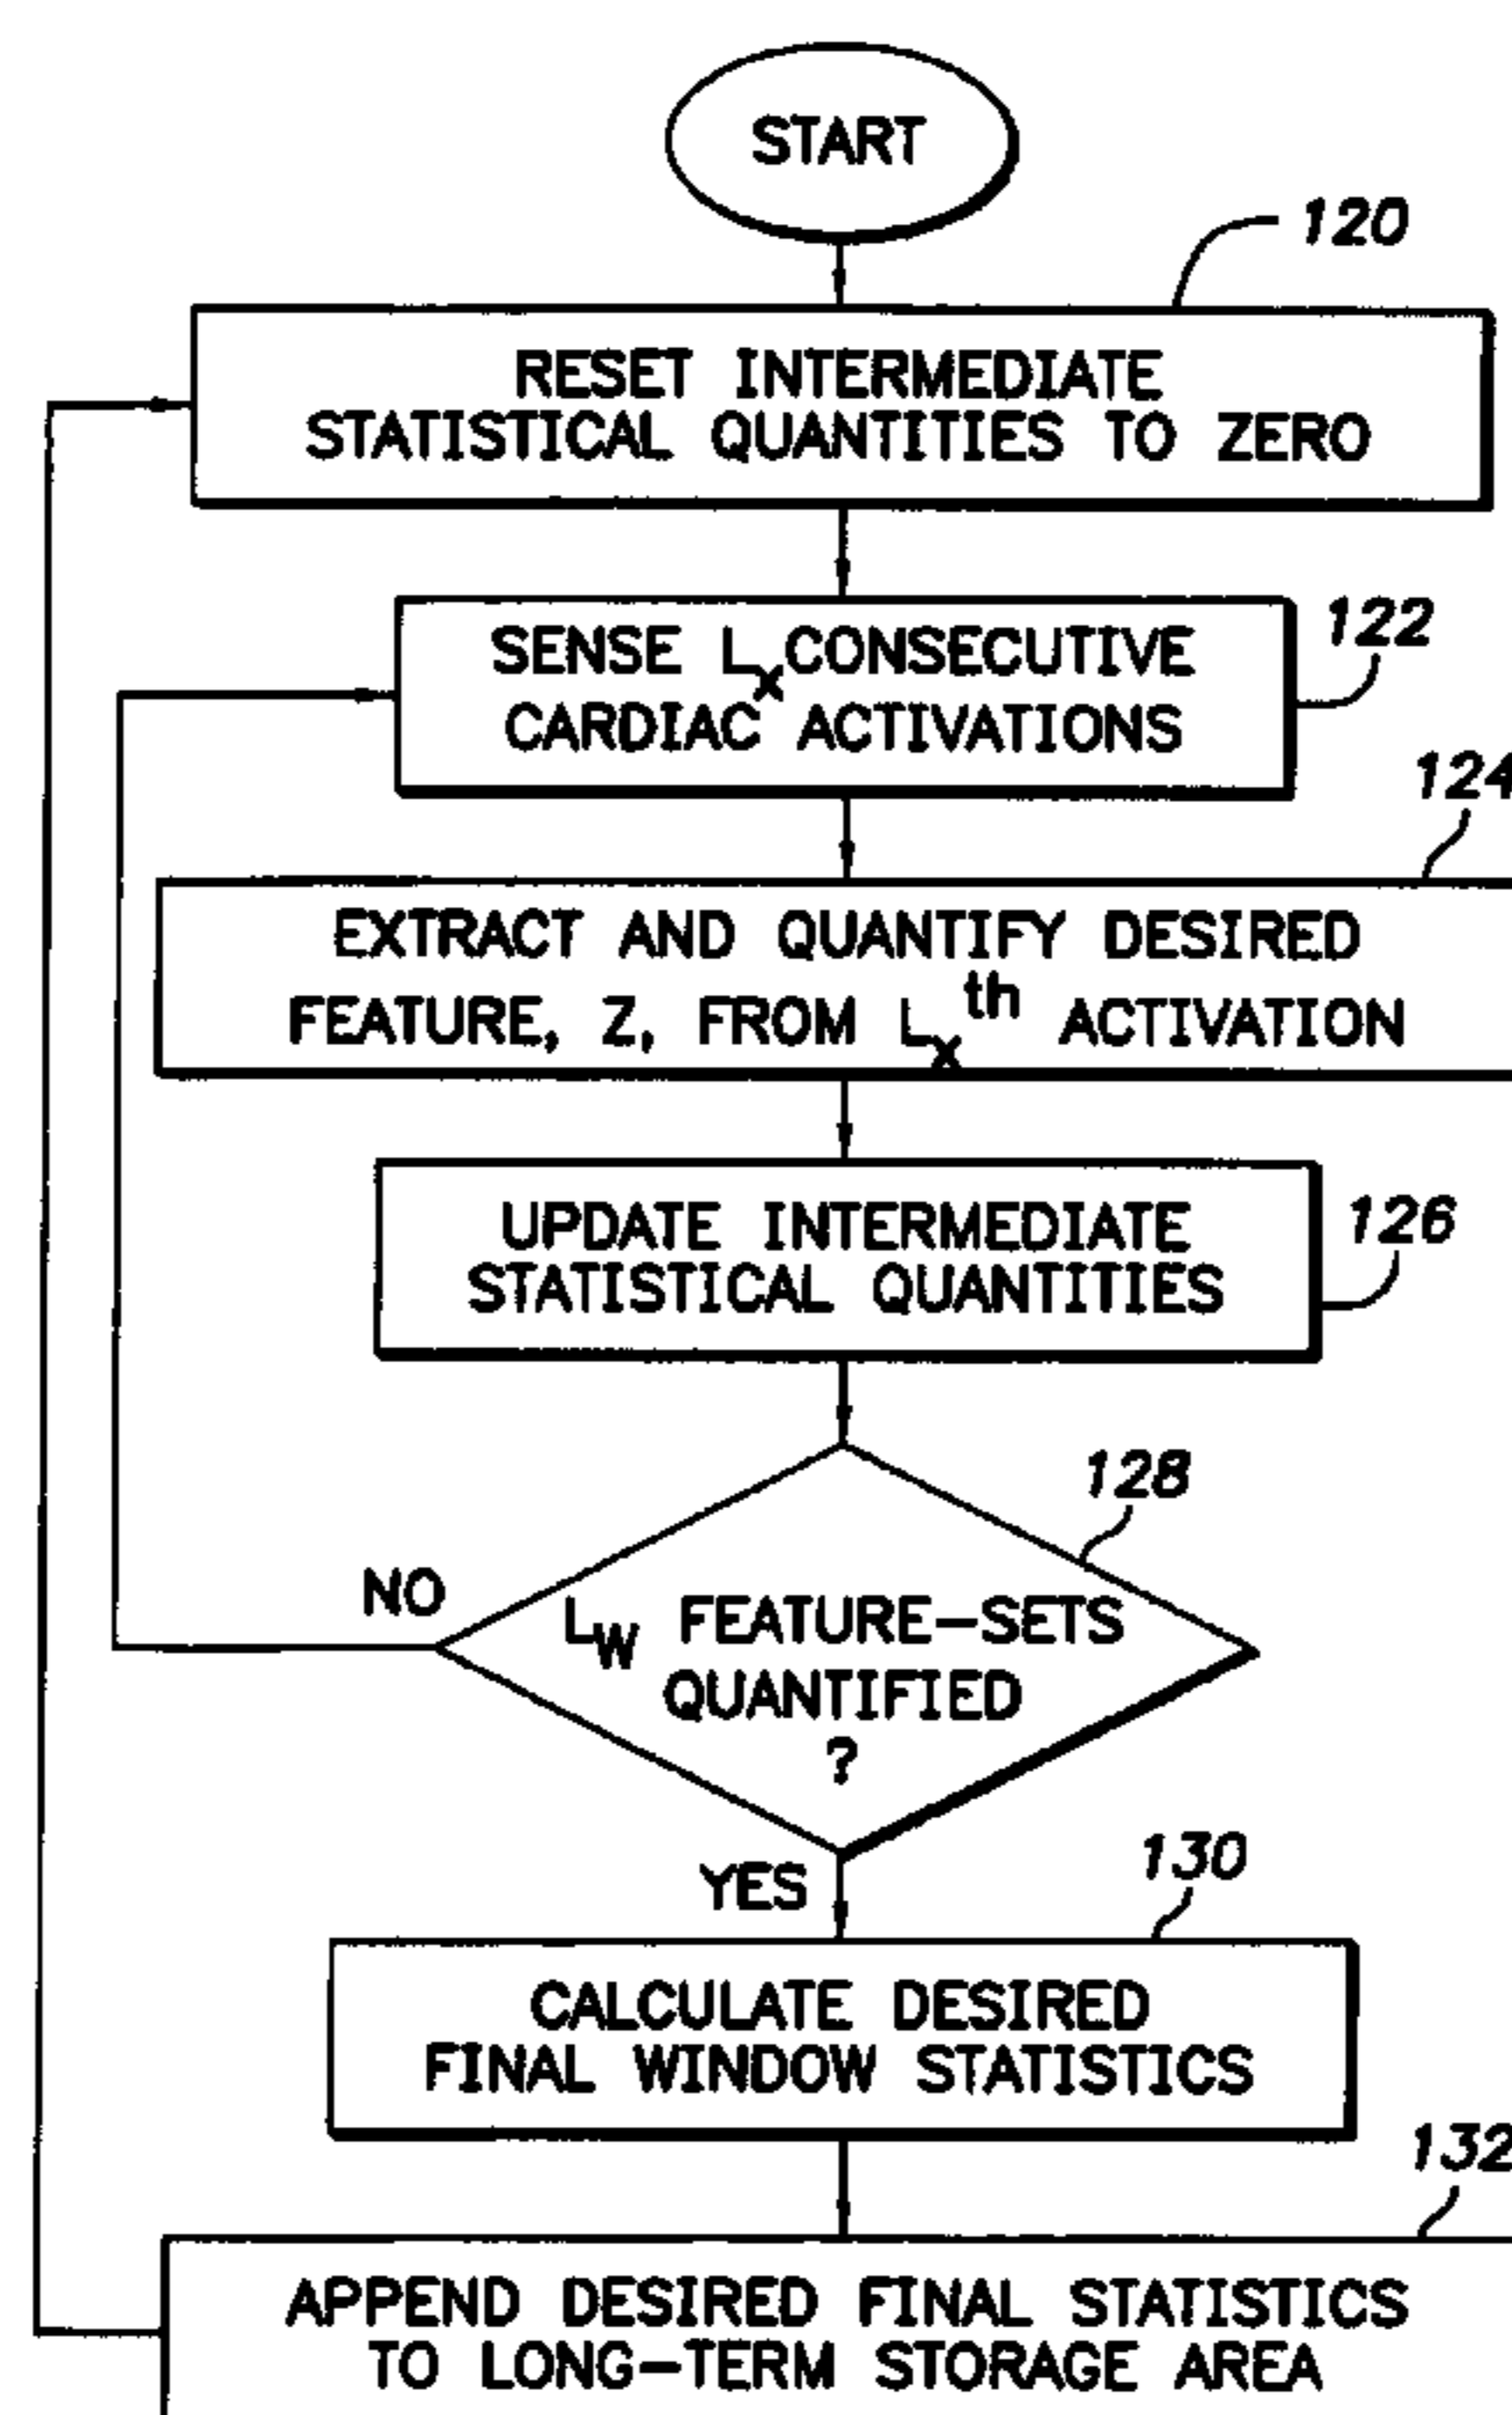 START
120
RESET INTERMEDIATE
STATISTICAL QUANTITIES TO ZERO
122
SENSE Lx CONSECUTIVE
CARDIAC ACTIVATIONS
124
EXTRACT AND QUANTIFY DESIRED
FEATURE, Z, FROM Lx th ACTIVATION
126
UPDATE INTERMEDIATE
STATISTICAL QUANTITIES
128
NO
LW FEATURE-SETS
QUANTIFIED
?
YES
130
CALCULATE DESIRED
FINAL WINDOW STATISTICS
132
APPEND DESIRED FINAL STATISTICS
TO LONG-TERM STORAGE AREA